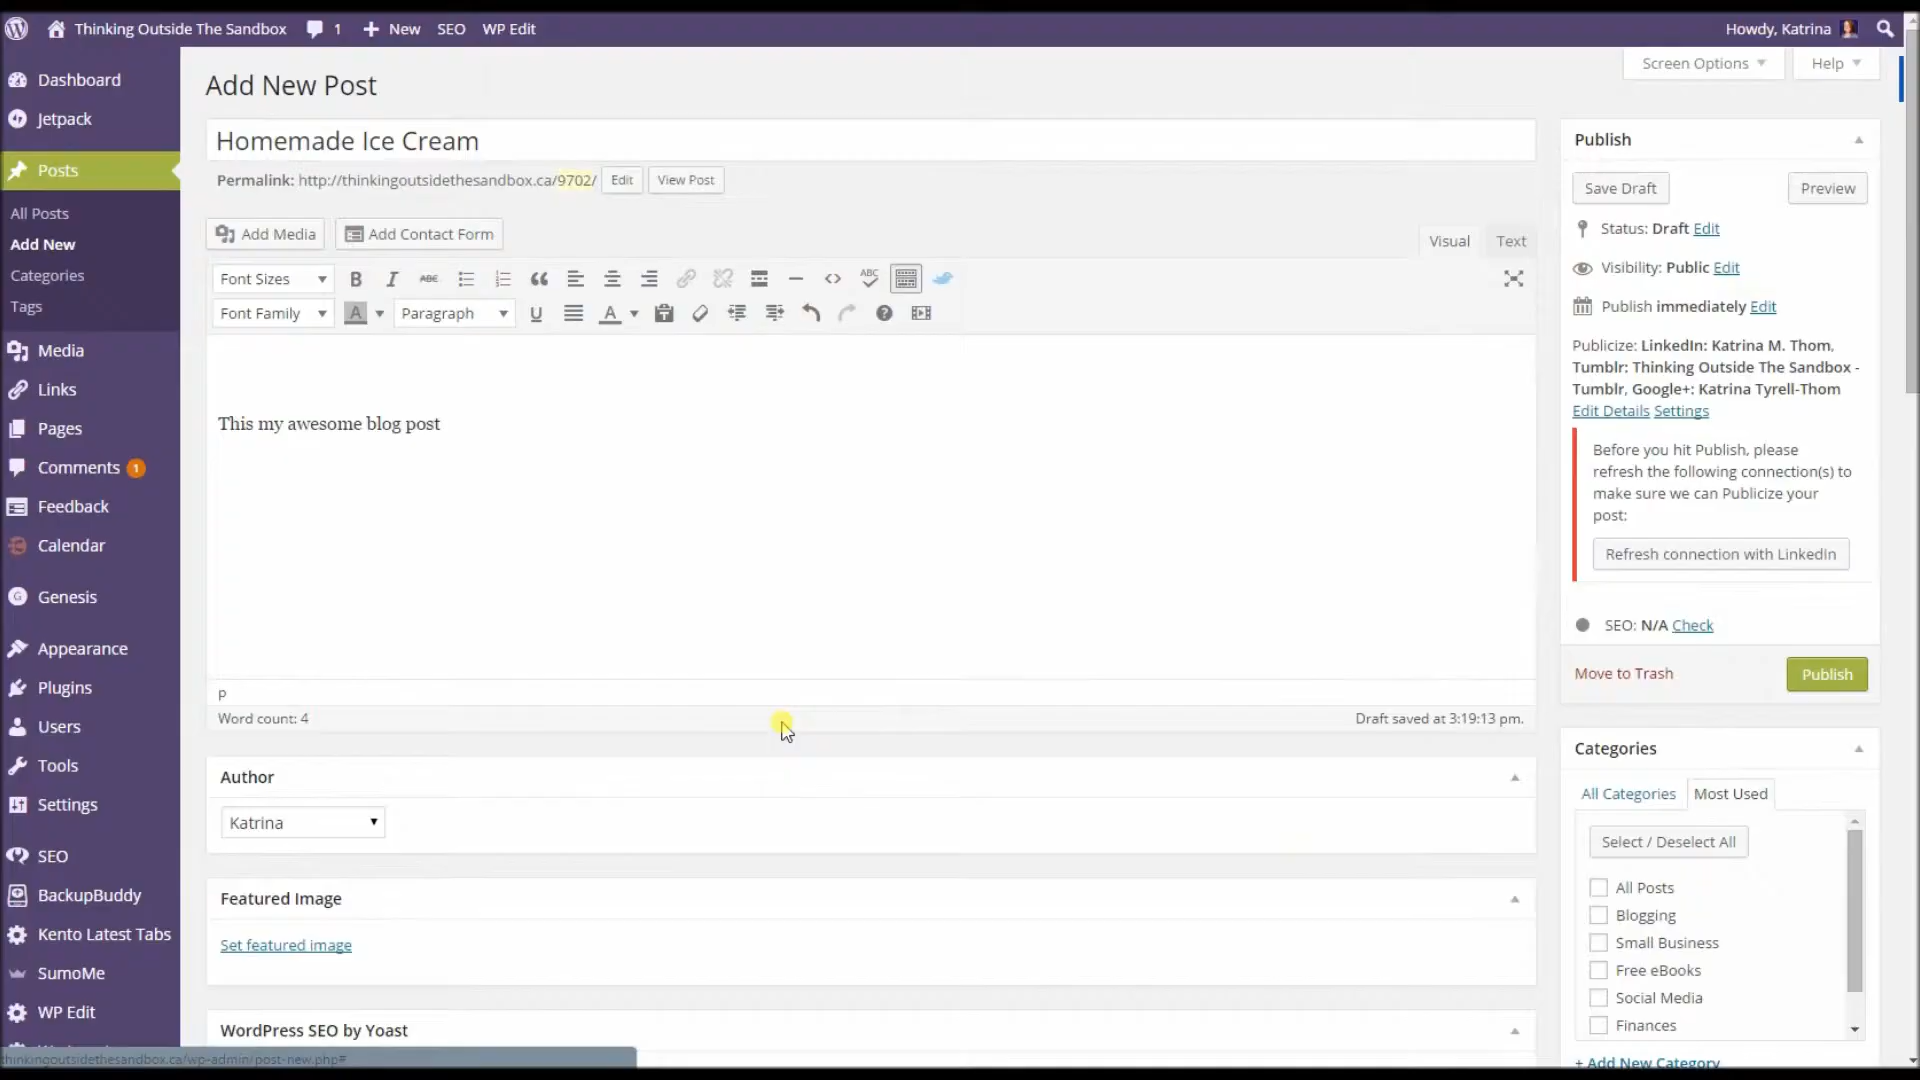 Thinking Outside The Sandbox 1 New SEO WP Edit Howdy, Katrina
Dashboard
Jetpack
Posts
All Posts
Add New
Categories
Tags
Media
Links
Pages
Comments 1
Feedback
Calendar
Genesis
Appearance
Plugins
Users
Tools
Settings
SEO
BackupBuddy
Kento Latest Tabs
SumoMe
WP Edit
thinkingoutsidethesandbox.ca/wp-admin/post-new.php#
Screen Options Help
Add New Post
Homemade Ice Cream
Permalink: http://thinkingoutsidethesandbox.ca/9702/ Edit View Post
Add Media Add Contact Form Visual Text
Font Sizes B I ABC ABC
Font Family A Paragraph U A
This my awesome blog post
p
Word count: 4 Draft saved at 3:19:13 pm.
Author
Katrina
Featured Image
Set featured image
WordPress SEO by Yoast
Publish
Save Draft Preview
Status: Draft Edit
Visibility: Public Edit
Publish immediately Edit
Publicize: LinkedIn: Katrina M. Thom,
Tumblr: Thinking Outside The Sandbox -
Tumblr, Google+: Katrina Tyrell-Thom
Edit Details Settings
Before you hit Publish, please
refresh the following connection(s) to
make sure we can Publicize your
post:
Refresh connection with LinkedIn
SEO: N/A Check
Move to Trash Publish
Categories
All Categories Most Used
Select / Deselect All
All Posts
Blogging
Small Business
Free eBooks
Social Media
Finances
+ Add New Category